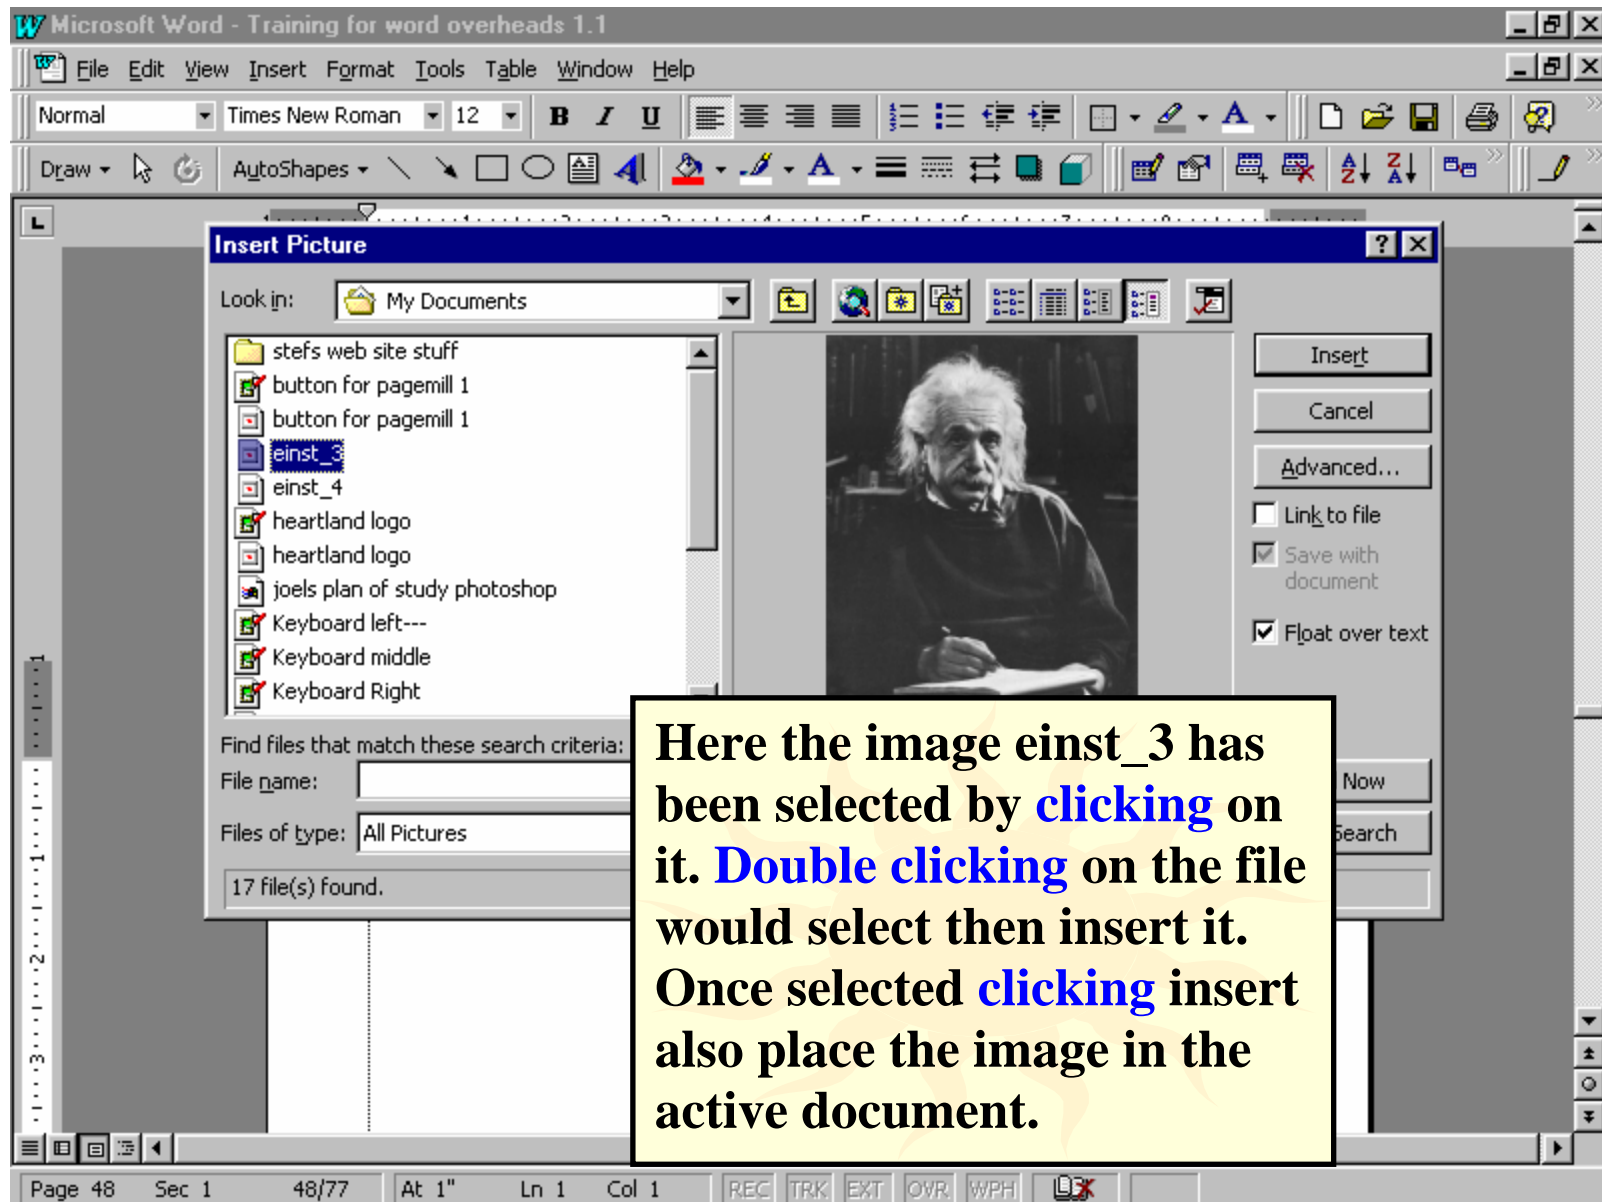 Microsoft Word - Training for word overheads 1.1
File Edit View Insert Format Tools Table Window Help
Normal Times New Roman 12 B I U A
Draw AutoShapes A
Insert Picture
Look in: My Documents
stefs web site stuff
button for pagemill 1
button for pagemill 1
einst_3
einst_4
heartland logo
heartland logo
joels plan of study photoshop
Keyboard left---
Keyboard middle
Keyboard Right
Insert
Cancel
Advanced...
Link to file
Save with
document
Float over text
Find files that match these search criteria:
File name:
Now
Files of type: All Pictures
Search
17 file(s) found.
Here the image einst_3 has
been selected by clicking on
it. Double clicking on the file
would select then insert it.
Once selected clicking insert
also place the image in the
active document.
Page 48 Sec 1 48/77 At 1" Ln 1 Col 1 REC TRK EXT OVR WPH